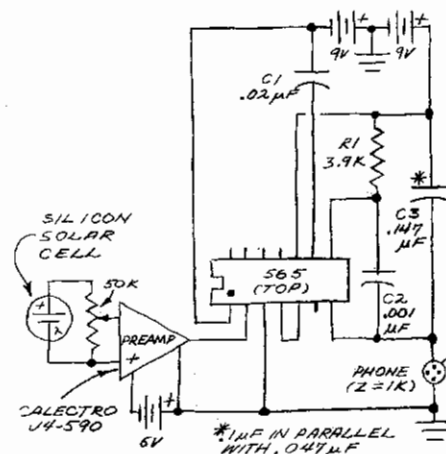 +
+
9V
9V
C1
.02µF
R1
3.9K
*
C3
.147
µF
SILICON
SOLAR
CELL
50K
565
(TOP)
C2
.001
µF
+
λ
PREAMP
+
PHONE
(Z=1K)
CALECTRO
J4-590
+
6V
*.1µF IN PARALLEL
WITH .047µF